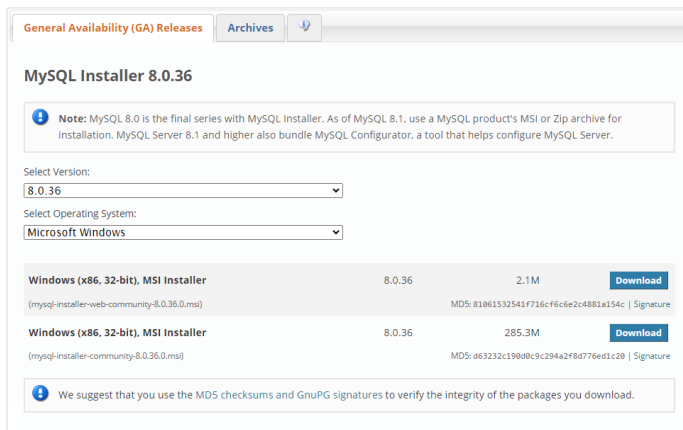 General Availability (GA) Releases
Archives
MySQL Installer 8.0.36
Note: MySQL 8.0 is the final series with MySQL Installer. As of MySQL 8.1, use a MySQL product's MSI or Zip archive for
installation. MySQL Server 8.1 and higher also bundle MySQL Configurator, a tool that helps configure MySQL Server.
Select Version:
8.0.36
Select Operating System:
Microsoft Windows
Windows (x86, 32-bit), MSI Installer 8.0.36 2.1M Download
(mysql-installer-web-community-8.0.36.0.msi) MD5: 81061532541f716cf6c6e2c4881a154c | Signature
Windows (x86, 32-bit), MSI Installer 8.0.36 285.3M Download
(mysql-installer-community-8.0.36.0.msi) MD5: d63232c190d0c9c294a2f8d776ed1c20 | Signature
We suggest that you use the MD5 checksums and GnuPG signatures to verify the integrity of the packages you download.